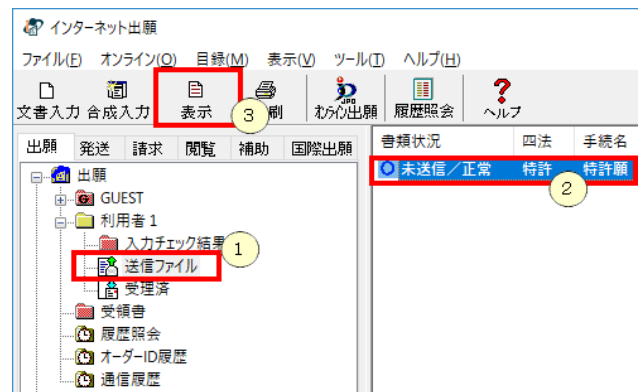 インターネット出願
ファイル(F) オンライン(O) 目録(M) 表示(V) ツール(T) ヘルプ(H)
文書入力 合成入力 表示 刷 オンライン出願 履歴照会 ヘルプ
3
出願 発送 請求 閲覧 補助 国際出願
書類状況 四法 手続名
未送信/正常 特許 特許願
2
出願
GUEST
利用者1
入力チェック結果
1
送信ファイル
受理済
受領書
履歴照会
オーダーID履歴
通信履歴